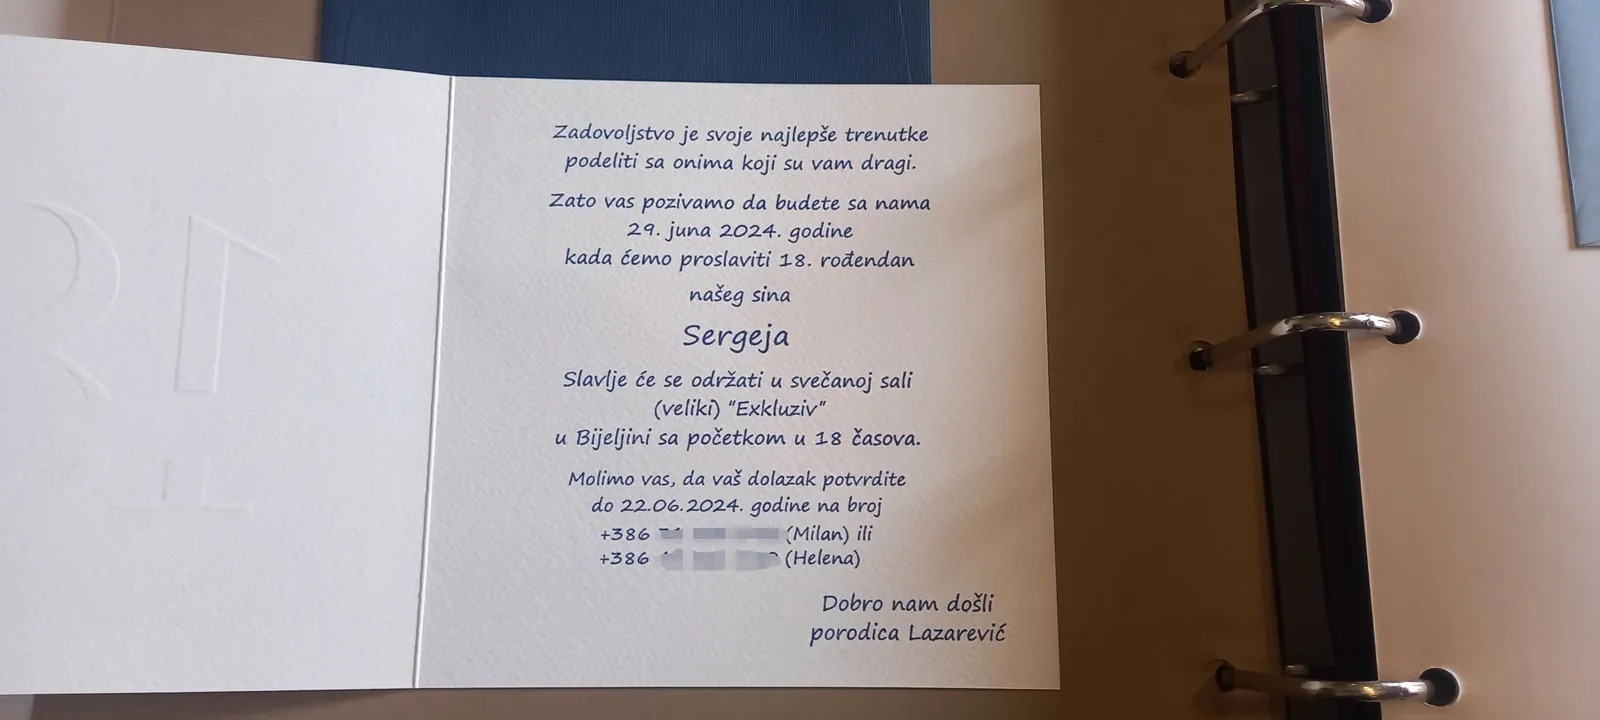 Zadovoljstvo je svoje najlepše trenutke
podeliti sa onima koji su vam dragi.
Zato vas pozivamo da budete sa nama
29. juna 2024. godine
kada ćemo proslaviti 18. rođendan
našeg sina
Sergeja
Slavlje će se održati u svečanoj sali
(veliki) "Exkluziv"
u Bijeljini sa početkom u 18 časova.
Molimo vas, da vaš dolazak potvrdite
do 22.06.2024. godine na broj
+386 (Milan) ili
+386 (Helena)
Dobro nam došli
porodica Lazarević